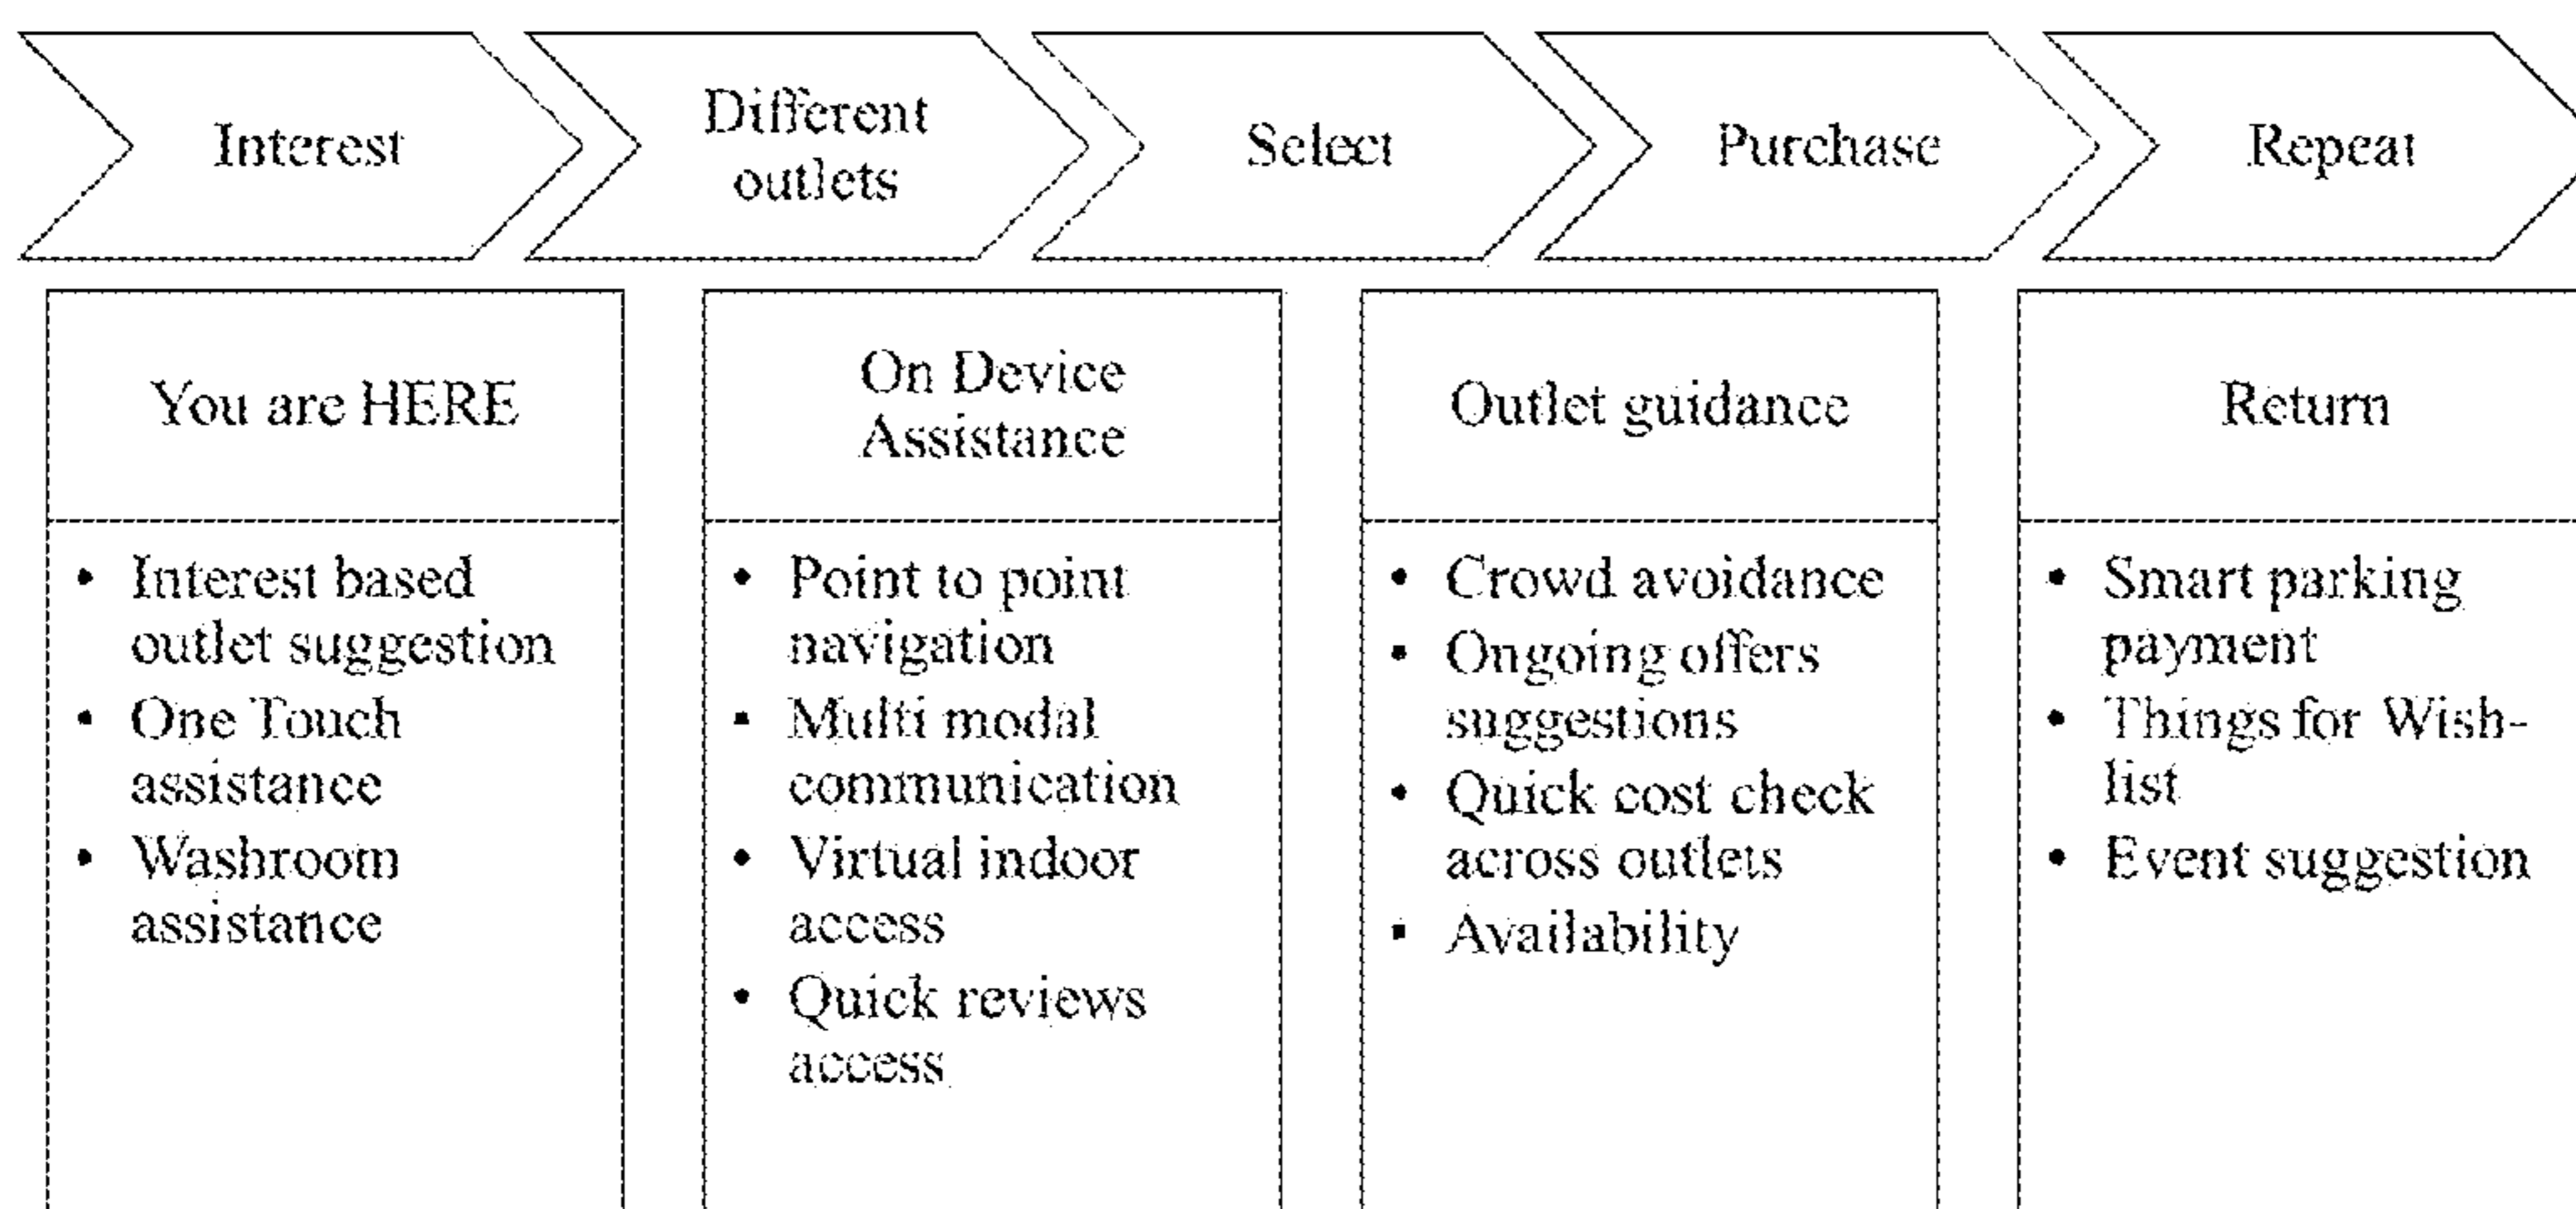 Interest
Different
outlets
Select
Purchase
Repeat
You are HERE
• Interest based
outlet suggestion
• One Touch
assistance
• Washroom
assistance
On Device
Assistance
• Point to point
navigation
• Multi modal
communication
• Virtual indoor
access
• Quick reviews
access
Outlet guidance
• Crowd avoidance
• Ongoing offers
suggestions
• Quick cost check
across outlets
• Availability
Return
• Smart parking
payment
• Things for Wish-
list
• Event suggestion